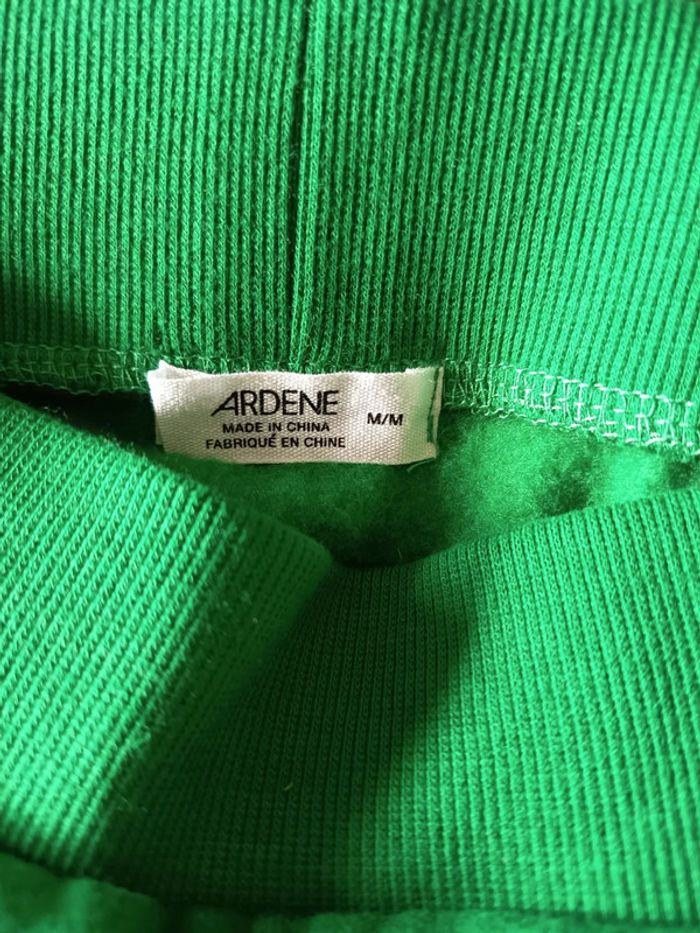 ARDENE
M/M
MADE IN CHINA
FABRIQUÉ EN CHINE